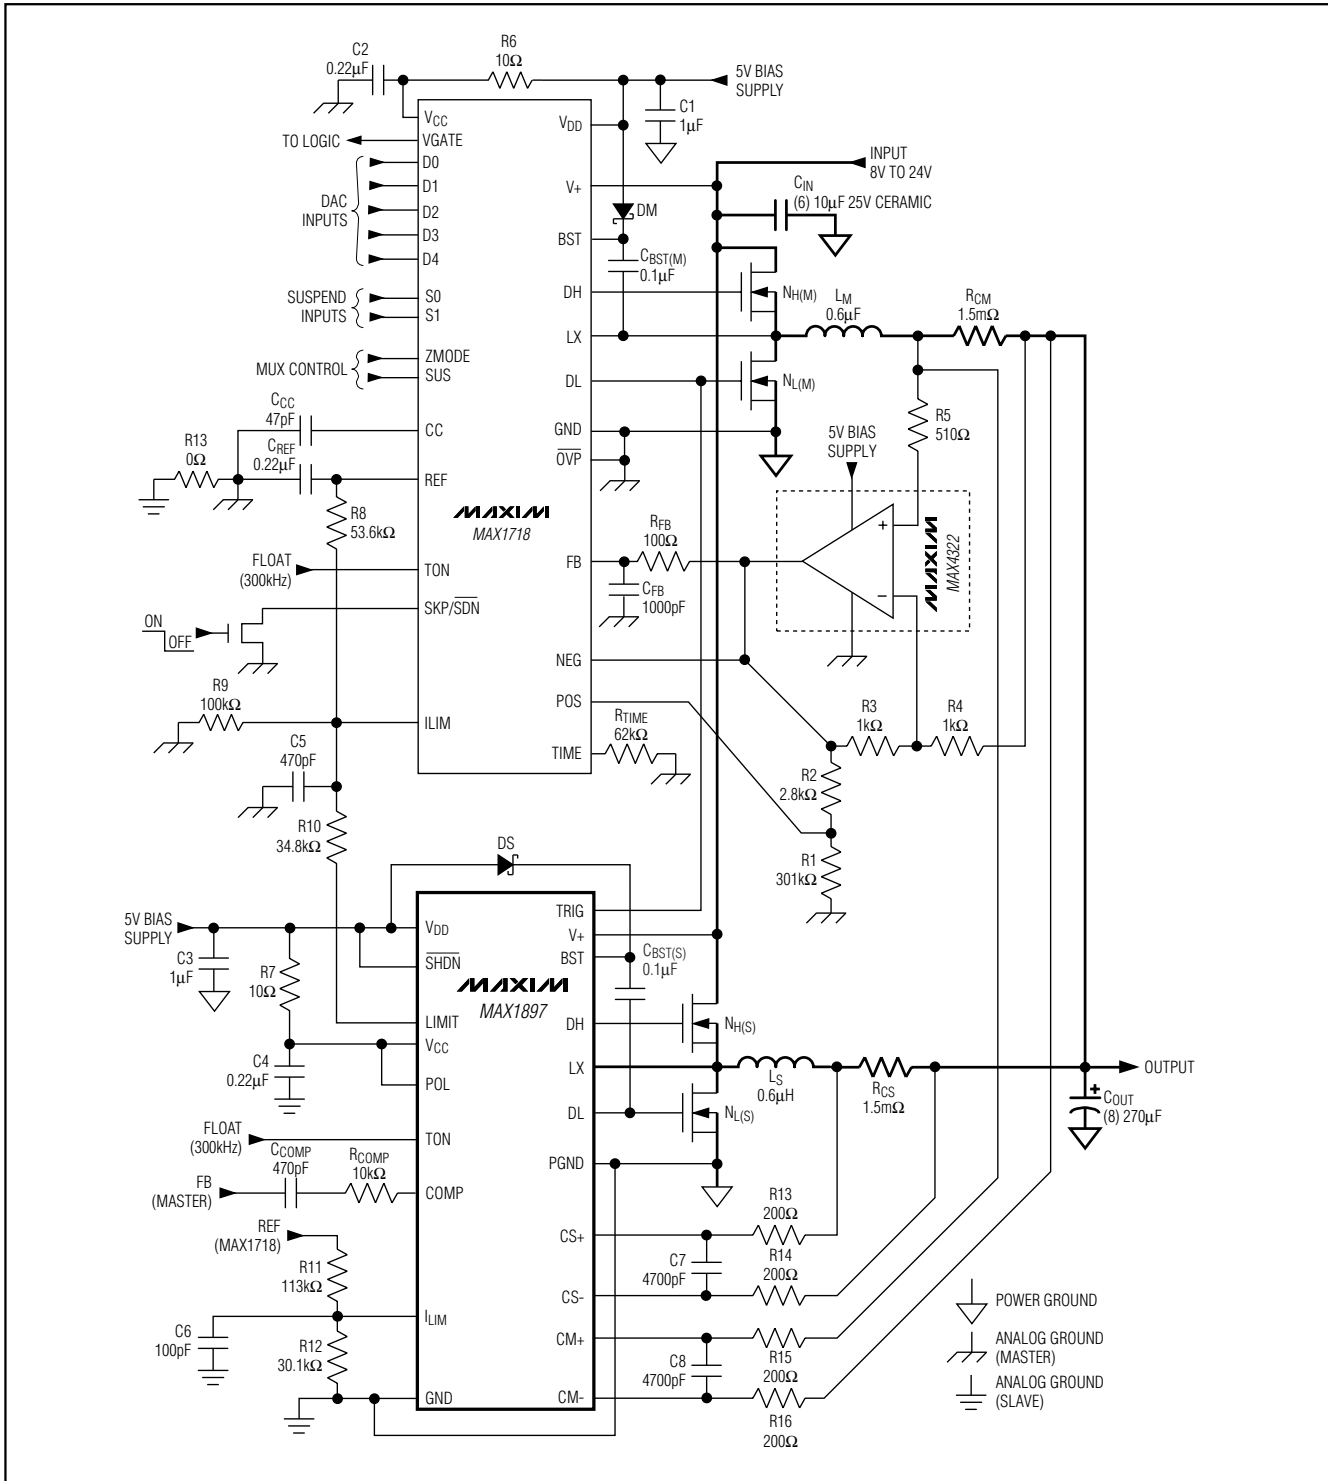 C2
0.22µF
R6
10Ω
5V BIAS
SUPPLY
C1
1µF
VCC
VDD
TO LOGIC
VGATE
D0
D1
D2
D3
D4
DAC
INPUTS
INPUT
8V TO 24V
V+
CIN
(6) 10µF 25V CERAMIC
DM
BST
CBST(M)
0.1µF
SUSPEND
INPUTS
S0
S1
DH
NH(M)
LM
0.6µF
RCM
1.5mΩ
LX
MUX CONTROL
ZMODE
SUS
DL
NL(M)
CCC
47pF
CC
GND
OVP
R5
510Ω
5V BIAS
SUPPLY
R13
0Ω
CREF
0.22µF
REF
R8
53.6kΩ
MAXIM
MAX1718
RFB
100Ω
FB
CFB
1000pF
+
−
MAXIM
MAX4322
FLOAT
(300kHz)
TON
ON
OFF
SKP/SDN
NEG
POS
R9
100kΩ
ILIM
RTIME
62kΩ
TIME
R3
1kΩ
R4
1kΩ
C5
470pF
R2
2.8kΩ
R10
34.8kΩ
DS
R1
301kΩ
5V BIAS
SUPPLY
VDD
TRIG
V+
C3
1µF
SHDN
BST
CBST(S)
0.1µF
R7
10Ω
MAXIM
MAX1897
LIMIT
DH
NH(S)
VCC
C4
0.22µF
POL
LX
LS
0.6µH
RCS
1.5mΩ
OUTPUT
DL
NL(S)
+
COUT
(8) 270µF
FLOAT
(300kHz)
TON
PGND
CCOMP
470pF
RCOMP
10kΩ
FB
(MASTER)
COMP
REF
(MAX1718)
CS+
R13
200Ω
R11
113kΩ
C7
4700pF
R14
200Ω
CS-
ILIM
C6
100pF
R12
30.1kΩ
CM+
R15
200Ω
C8
4700pF
GND
CM-
R16
200Ω
POWER GROUND
ANALOG GROUND
(MASTER)
ANALOG GROUND
(SLAVE)